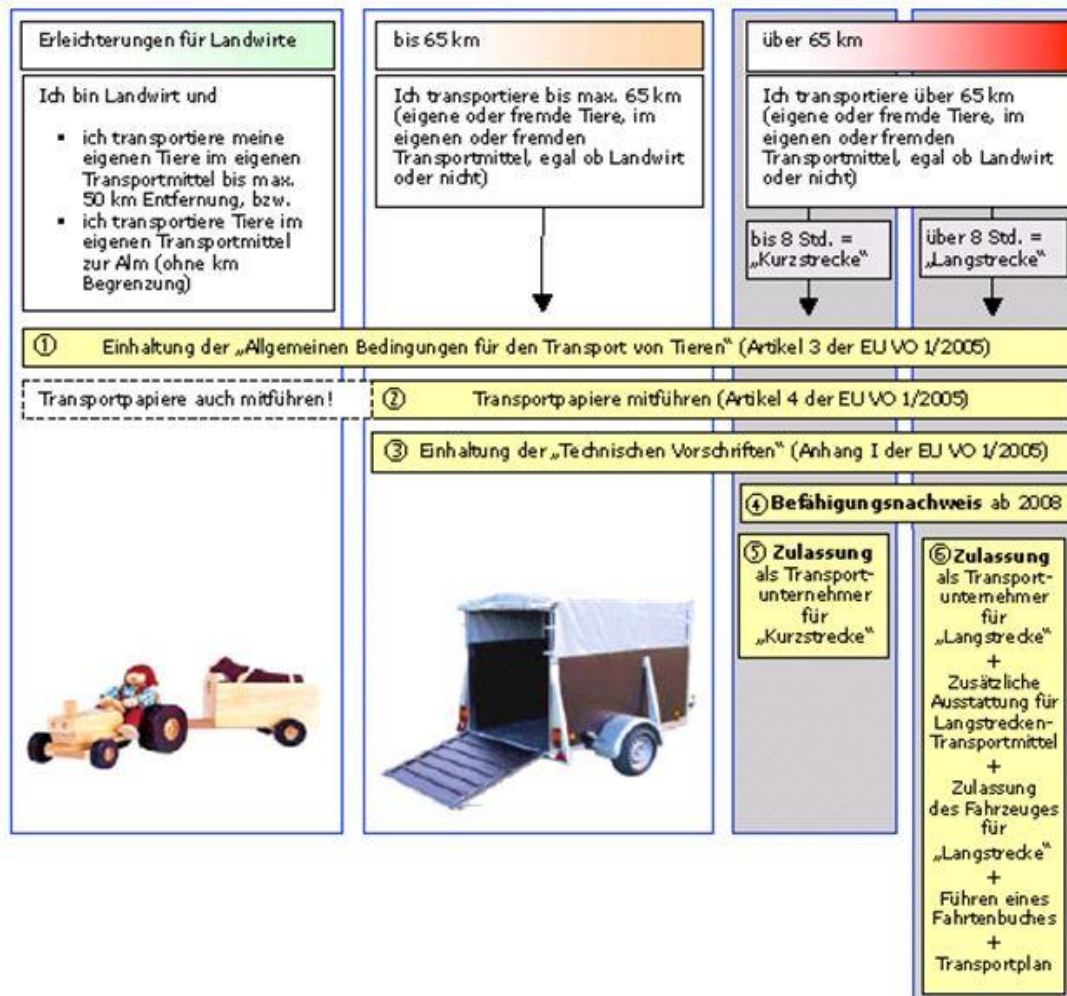 Erleichterungen für Landwirte
Ich bin Landwirt und
▪ ich transportiere meine
eigenen Tiere im eigenen
Transportmittel bis max.
50 km Entfernung, bzw.
▪ ich transportiere Tiere im
eigenen Transportmittel
zur Alm (ohne km
Begrenzung)
bis 65 km
Ich transportiere bis max. 65 km
(eigene oder fremde Tiere, im
eigenen oder fremden
Transportmittel, egal ob Landwirt
oder nicht)
über 65 km
Ich transportiere über 65 km
(eigene oder fremde Tiere, im
eigenen oder fremden
Transportmittel, egal ob Landwirt
oder nicht)
bis 8 Std. =
„Kurzstrecke“
über 8 Std. =
„Langstrecke“
① Einhaltung der „Allgemeinen Bedingungen für den Transport von Tieren“ (Artikel 3 der EU VO 1/2005)
Transportpapiere auch mitführen!
② Transportpapiere mitführen (Artikel 4 der EU VO 1/2005)
③ Einhaltung der „Technischen Vorschriften“ (Anhang I der EU VO 1/2005)
④ Befähigungsnachweis ab 2008
⑤ Zulassung
als Transport-
unternehmer
für
„Kurzstrecke“
⑥ Zulassung
als Transport-
unternehmer
für
„Langstrecke“
+
Zusätzliche
Ausstattung für
Langstrecken-
Transportmittel
+
Zulassung
des Fahrzeuges
für
„Langstrecke“
+
Führen eines
Fahrtenbuches
+
Transportplan